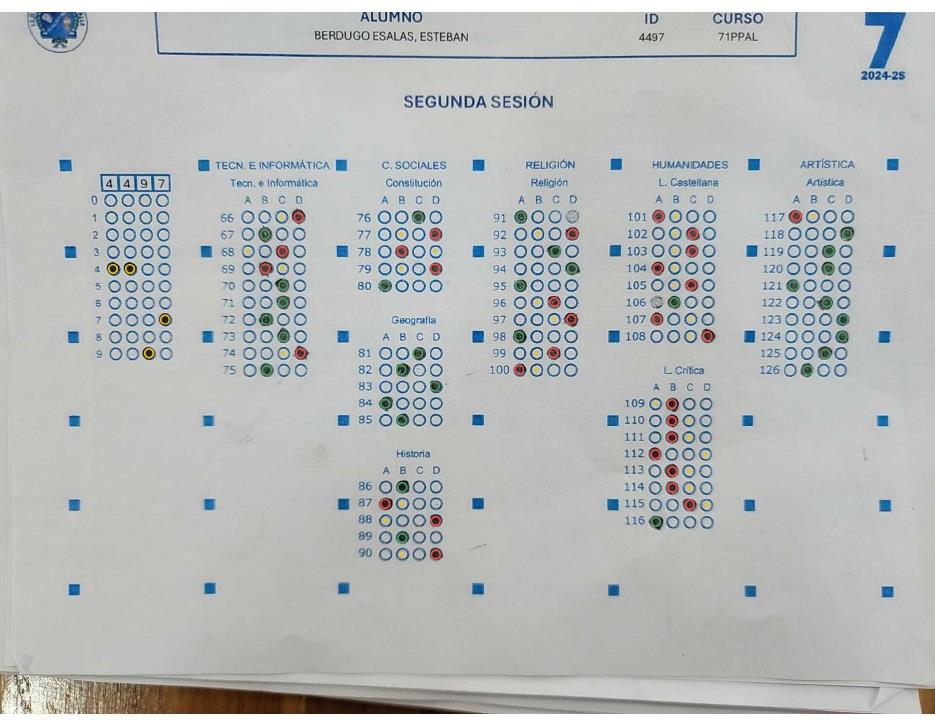 ALUMNO ID CURSO
BERDUGO ESALAS, ESTEBAN 4497 71PPAL
7
2024-2S
SEGUNDA SESIÓN
TECN. E INFORMÁTICA C. SOCIALES RELIGIÓN HUMANIDADES ARTÍSTICA
4 4 9 7 Tecn. e Informática Constitución Religión L. Castellana Artística
0 A B C D A B C D A B C D A B C D A B C D
1 66 76 91 101 117
2 67 77 92 102 118
3 68 78 93 103 119
4 69 79 94 104 120
5 70 80 95 105 121
6 71 96 106 122
7 72 Geografía 97 107 123
8 73 A B C D 98 108 124
9 74 81 99 125
75 82 100 L. Crítica 126
83 A B C D
84 109
85 110
111
Historia 112
A B C D 113
86 114
87 115
88 116
89
90